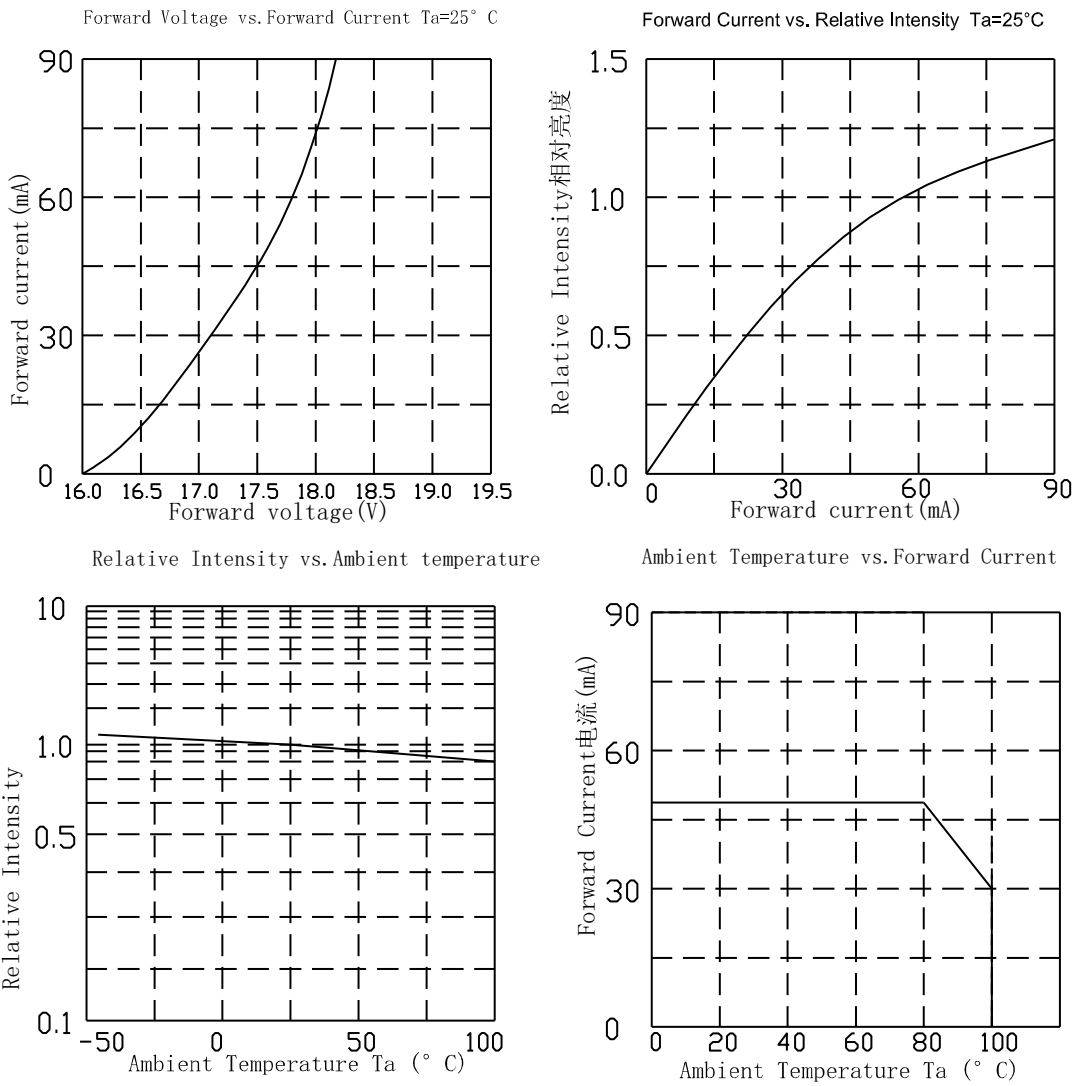 Forward Voltage vs.Forward Current Ta=25° C
90
60
30
0
Forward current(mA)
16.0 16.5 17.0 17.5 18.0 18.5 19.0 19.5
Forward voltage(V)
Forward Current vs. Relative Intensity Ta=25°C
1.5
1.0
0.5
0.0
Relative Intensity相对亮度
0 30 60 90
Forward current(mA)
Relative Intensity vs.Ambient temperature
10
1.0
0.5
0.1
Relative Intensity
-50 0 50 100
Ambient Temperature Ta (° C)
Ambient Temperature vs.Forward Current
90
60
30
0
Forward Current电流(mA)
0 20 40 60 80 100
Ambient Temperature Ta (° C)